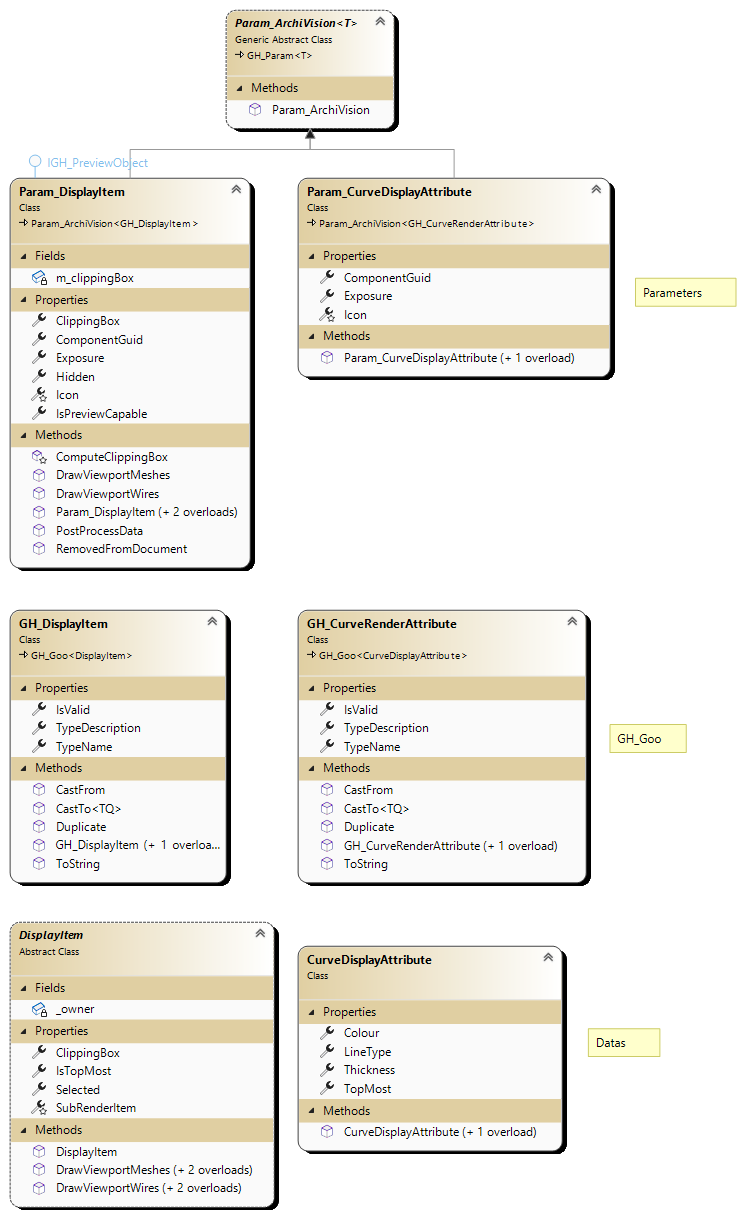 Param_ArchiVision<T>
Generic Abstract Class
GH_Param<T>
Methods
Param_ArchiVision
IGH_PreviewObject
Param_DisplayItem
Class
Param_ArchiVision<GH_DisplayItem>
Fields
m_clippingBox
Properties
ClippingBox
ComponentGuid
Exposure
Hidden
Icon
IsPreviewCapable
Methods
ComputeClippingBox
DrawViewportMeshes
DrawViewportWires
Param_DisplayItem (+ 2 overloads)
PostProcessData
RemovedFromDocument
Param_CurveDisplayAttribute
Class
Param_ArchiVision<GH_CurveRenderAttribute>
Properties
ComponentGuid
Exposure
Icon
Methods
Param_CurveDisplayAttribute (+ 1 overload)
Parameters
GH_DisplayItem
Class
GH_Goo<DisplayItem>
Properties
IsValid
TypeDescription
TypeName
Methods
CastFrom
CastTo<TQ>
Duplicate
GH_DisplayItem (+ 1 overloa...
ToString
GH_CurveRenderAttribute
Class
GH_Goo<CurveDisplayAttribute>
Properties
IsValid
TypeDescription
TypeName
Methods
CastFrom
CastTo<TQ>
Duplicate
GH_CurveRenderAttribute (+ 1 overload)
ToString
GH_Goo
DisplayItem
Abstract Class
Fields
_owner
Properties
ClippingBox
IsTopMost
Selected
SubRenderItem
Methods
DisplayItem
DrawViewportMeshes (+ 2 overloads)
DrawViewportWires (+ 2 overloads)
CurveDisplayAttribute
Class
Properties
Colour
LineType
Thickness
TopMost
Methods
CurveDisplayAttribute (+ 1 overload)
Datas